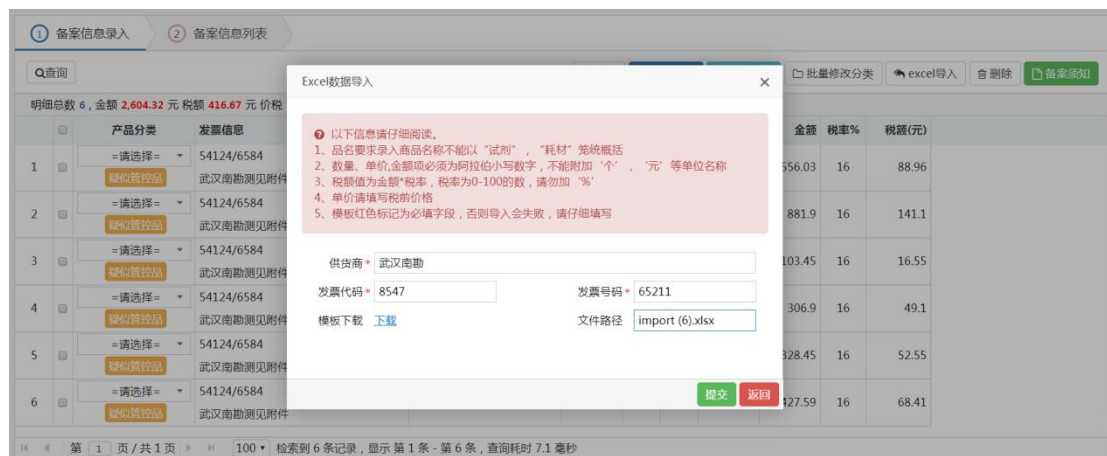 1 备案信息录入 2 备案信息列表
查询 批量修改分类 excel导入 删除 备案须知
明细总数 6，金额 2,604.32 元 税额 416.67 元 价税
产品分类 发票信息 金额 税率% 税额(元)
1 =请选择= 54124/6584 556.03 16 88.96
疑似管控品 武汉南勘测见附件
2 =请选择= 54124/6584 881.9 16 141.1
疑似管控品 武汉南勘测见附件
3 =请选择= 54124/6584 103.45 16 16.55
疑似管控品 武汉南勘测见附件
4 =请选择= 54124/6584 306.9 16 49.1
疑似管控品 武汉南勘测见附件
5 =请选择= 54124/6584 328.45 16 52.55
疑似管控品 武汉南勘测见附件
6 =请选择= 54124/6584 427.59 16 68.41
疑似管控品 武汉南勘测见附件
第 1 页/共1页 100 检索到 6 条记录，显示 第 1 条 - 第 6 条，查询耗时 7.1 毫秒
Excel数据导入 ×
以下信息请仔细阅读。
1、品名要求录入商品名称不能以“试剂”，“耗材”笼统概括
2、数量、单价,金额项必须为阿拉伯小写数字，不能附加‘个’，‘元’等单位名称
3、税额值为金额*税率，税率为0-100的数，请勿加‘%’
4、单价请填写税前价格
5、模板红色标记为必填字段，否则导入会失败，请仔细填写
供货商* 武汉南勘
发票代码* 8547 发票号码* 65211
模板下载 下载 文件路径 import (6).xlsx
提交 返回